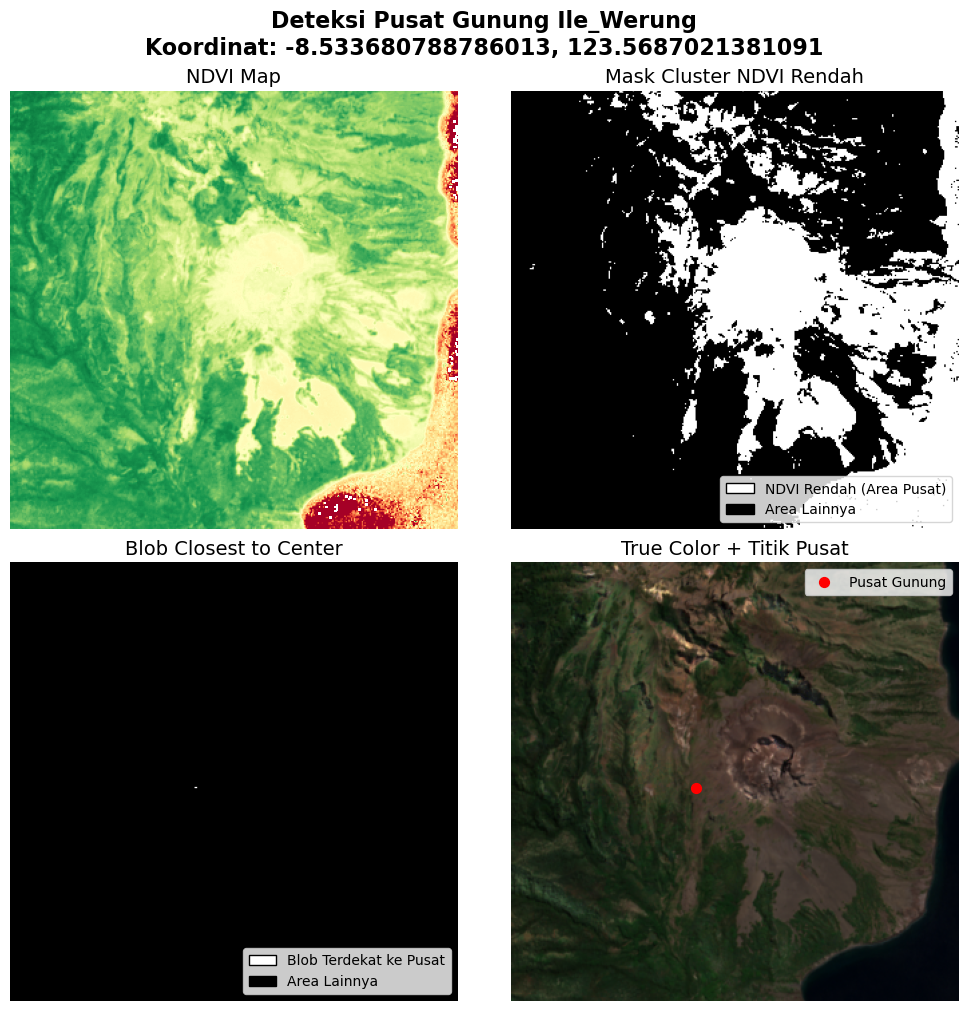 Deteksi Pusat Gunung Ile_Werung
Koordinat: -8.533680788786013, 123.5687021381091
NDVI Map
Mask Cluster NDVI Rendah
NDVI Rendah (Area Pusat)
Area Lainnya
Blob Closest to Center
True Color + Titik Pusat
Blob Terdekat ke Pusat
Area Lainnya
Pusat Gunung